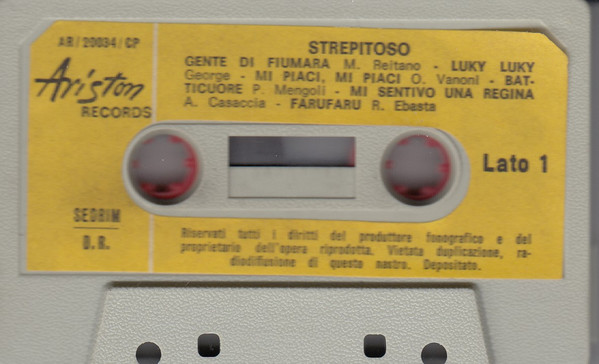 AR/20034/CP
Ariston
RECORDS
STREPITOSO
GENTE DI FIUMARA M. Reitano - LUKY LUKY
George - MI PIACI, MI PIACI O. Vanoni - BAT-
TICUORE P. Mengoli - MI SENTIVO UNA REGINA
A. Casaccia - FARUFARU R. Ebasta
Lato 1
SEDRIM
D.R.
Riservati tutti i diritti del produttore fonografico e del
proprietario dell'opera riprodotta. Vietata duplicazione, ra-
diodiffusione di questo nastro. Depositato.